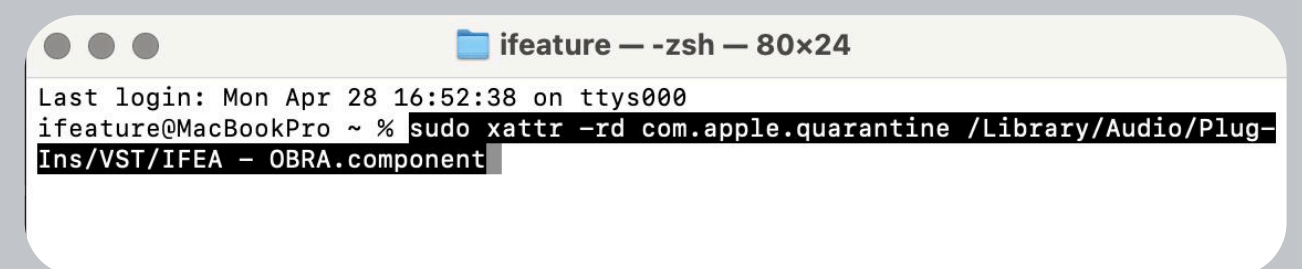 ifeature — -zsh — 80×24
Last login: Mon Apr 28 16:52:38 on ttys000
ifeature@MacBookPro ~ % sudo xattr -rd com.apple.quarantine /Library/Audio/Plug-
Ins/VST/IFEA - OBRA.component